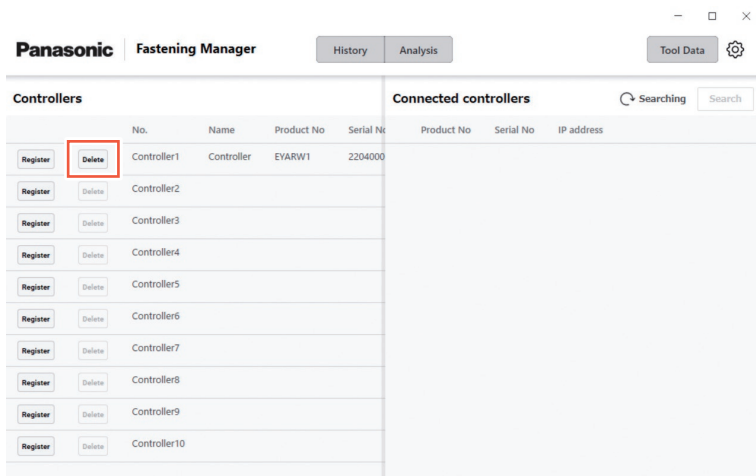 Panasonic Fastening Manager History Analysis Tool Data
Controllers
Connected controllers Searching Search
No. Name Product No Serial No
Product No Serial No IP address
Register Delete Controller1 Controller EYARW1 2204000
Register Delete Controller2
Register Delete Controller3
Register Delete Controller4
Register Delete Controller5
Register Delete Controller6
Register Delete Controller7
Register Delete Controller8
Register Delete Controller9
Register Delete Controller10